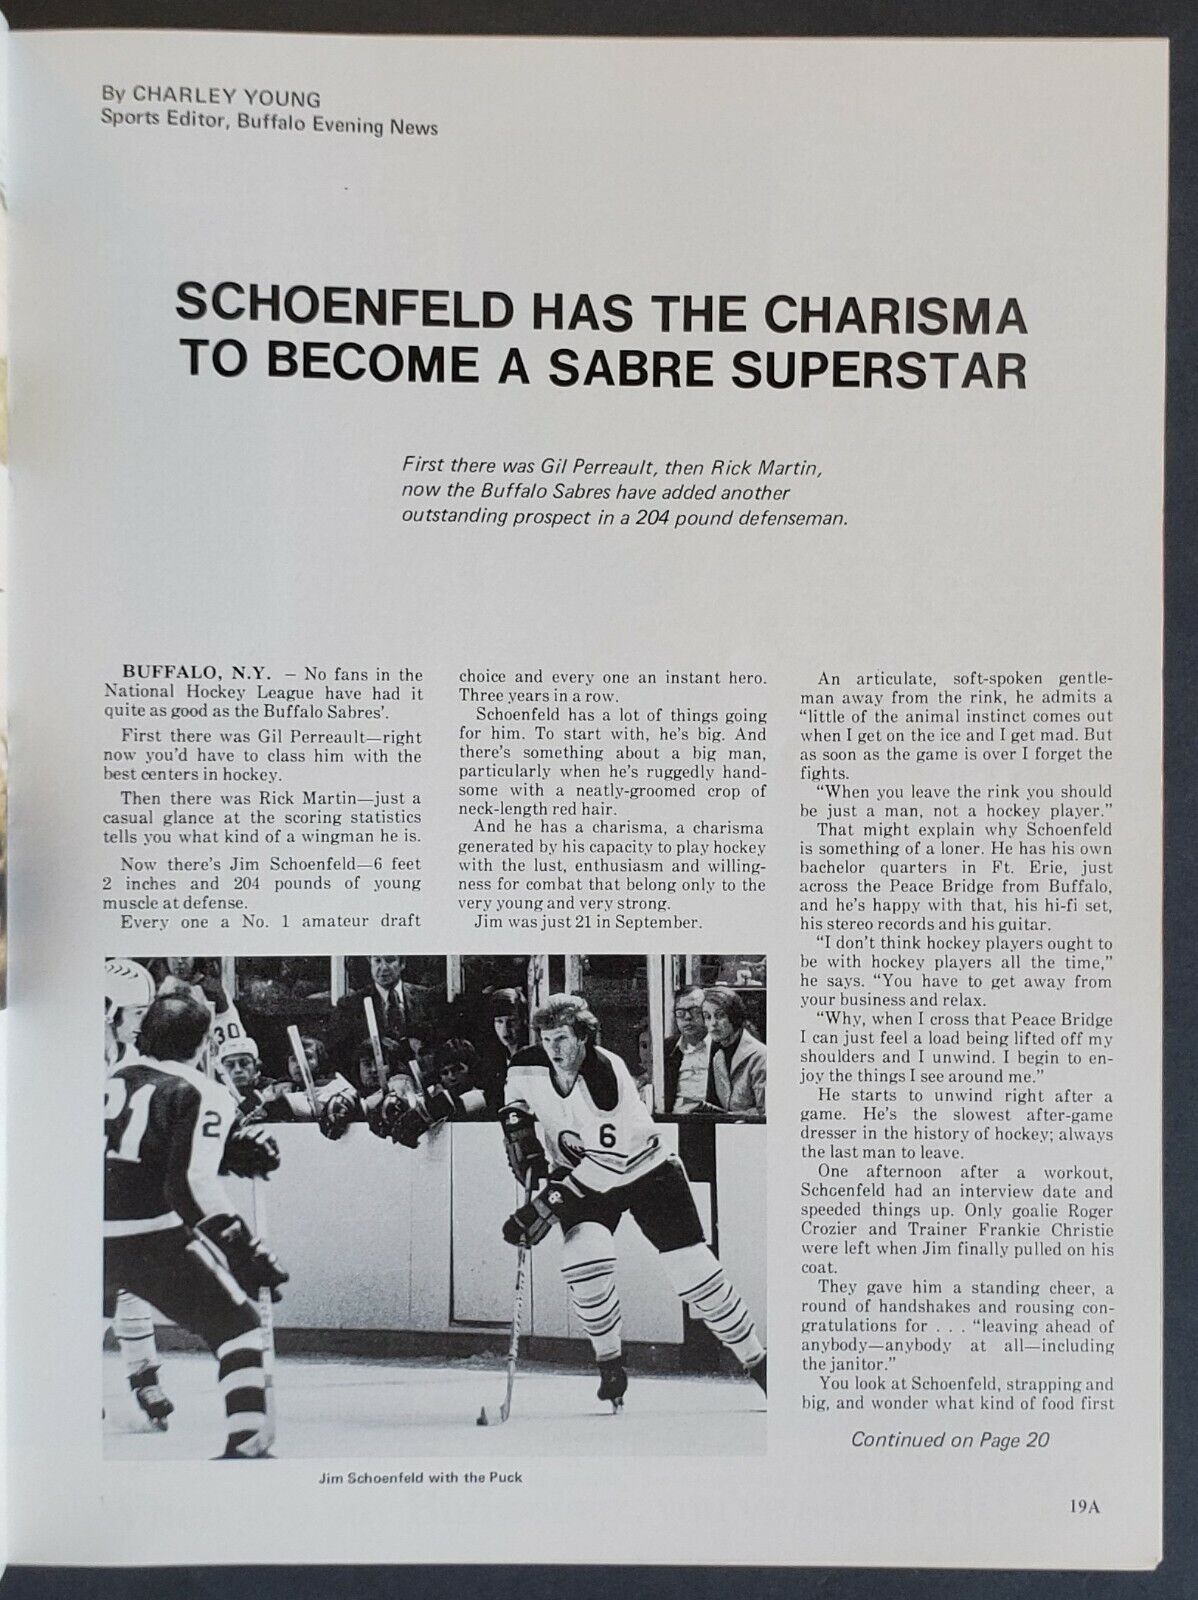 By CHARLEY YOUNG
Sports Editor, Buffalo Evening News
SCHOENFELD HAS THE CHARISMA
TO BECOME A SABRE SUPERSTAR
First there was Gil Perreault, then Rick Martin,
now the Buffalo Sabres have added another
outstanding prospect in a 204 pound defenseman.
BUFFALO, N.Y. – No fans in the
National Hockey League have had it
quite as good as the Buffalo Sabres'.
First there was Gil Perreault—right
now you'd have to class him with the
best centers in hockey.
Then there was Rick Martin—just a
casual glance at the scoring statistics
tells you what kind of a wingman he is.
Now there's Jim Schoenfeld—6 feet
2 inches and 204 pounds of young
muscle at defense.
Every one a No. 1 amateur draft
choice and every one an instant hero.
Three years in a row.
Schoenfeld has a lot of things going
for him. To start with, he's big. And
there's something about a big man,
particularly when he's ruggedly hand-
some with a neatly-groomed crop of
neck-length red hair.
And he has a charisma, a charisma
generated by his capacity to play hockey
with the lust, enthusiasm and willing-
ness for combat that belong only to the
very young and very strong.
Jim was just 21 in September.
An articulate, soft-spoken gentle-
man away from the rink, he admits a
"little of the animal instinct comes out
when I get on the ice and I get mad. But
as soon as the game is over I forget the
fights.
"When you leave the rink you should
be just a man, not a hockey player."
That might explain why Schoenfeld
is something of a loner. He has his own
bachelor quarters in Ft. Erie, just
across the Peace Bridge from Buffalo,
and he's happy with that, his hi-fi set,
his stereo records and his guitar.
"I don't think hockey players ought to
be with hockey players all the time,"
he says. "You have to get away from
your business and relax.
"Why, when I cross that Peace Bridge
I can just feel a load being lifted off my
shoulders and I unwind. I begin to en-
joy the things I see around me."
He starts to unwind right after a
game. He's the slowest after-game
dresser in the history of hockey; always
the last man to leave.
One afternoon after a workout,
Schoenfeld had an interview date and
speeded things up. Only goalie Roger
Crozier and Trainer Frankie Christie
were left when Jim finally pulled on his
coat.
They gave him a standing cheer, a
round of handshakes and rousing con-
gratulations for . . . "leaving ahead of
anybody—anybody at all—including
the janitor."
You look at Schoenfeld, strapping and
big, and wonder what kind of food first
Continued on Page 20
30
21
2
6
6
Jim Schoenfeld with the Puck
19A